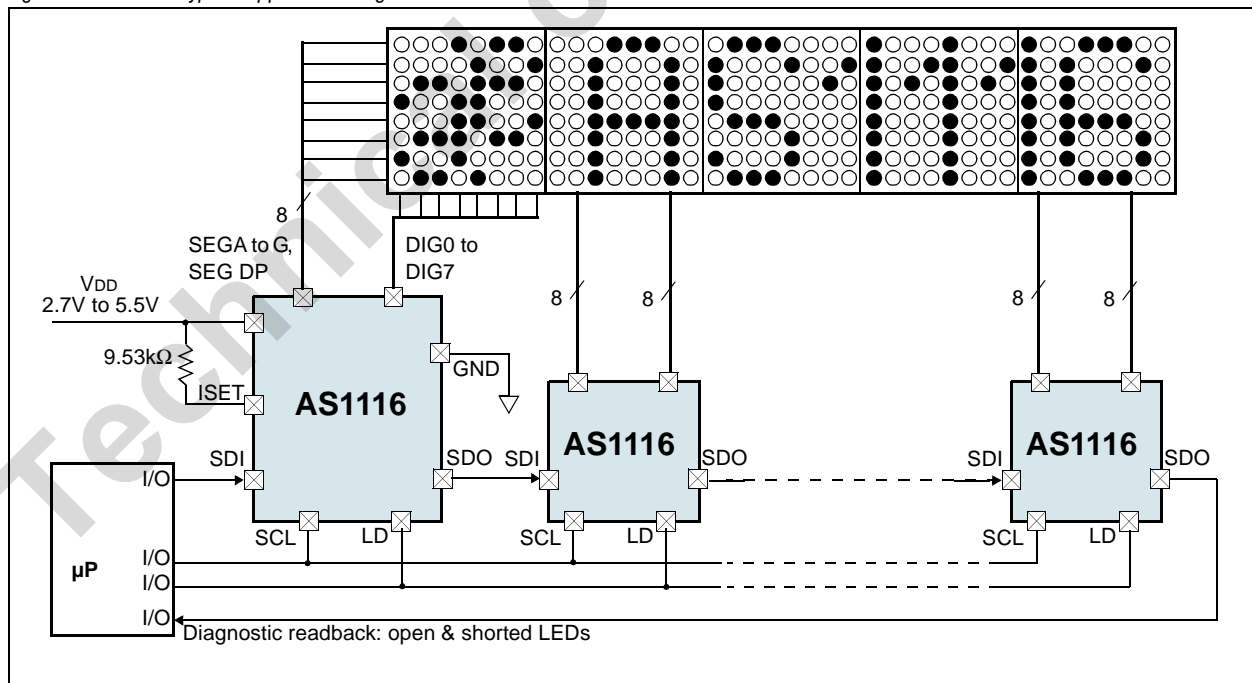 8
SEGA to G,
SEG DP
DIG0 to
DIG7
8
8
8
8
VDD
2.7V to 5.5V
9.53kΩ
ISET
GND
AS1116
AS1116
AS1116
SDI
SDO
SDI
SDO
SDI
SDO
I/O
SCL
LD
SCL
LD
SCL
LD
µP
I/O
I/O
I/O
Diagnostic readback: open & shorted LEDs
Technical